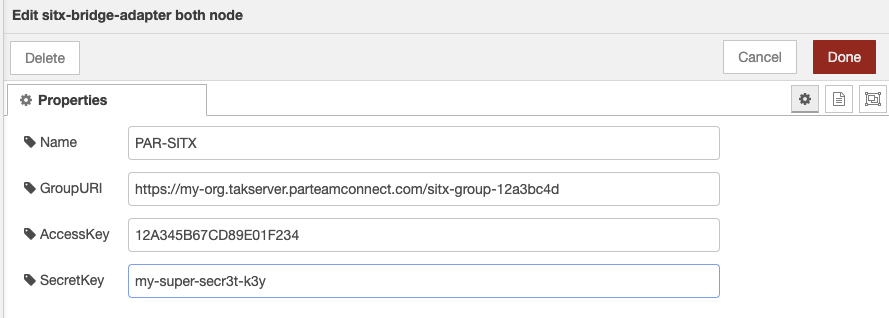 Edit sitx-bridge-adapter both node
Delete
Cancel
Done
Properties
Name
PAR-SITX
GroupURI
https://my-org.takserver.parteamconnect.com/sitx-group-12a3bc4d
AccessKey
12A345B67CD89E01F234
SecretKey
my-super-secr3t-k3y